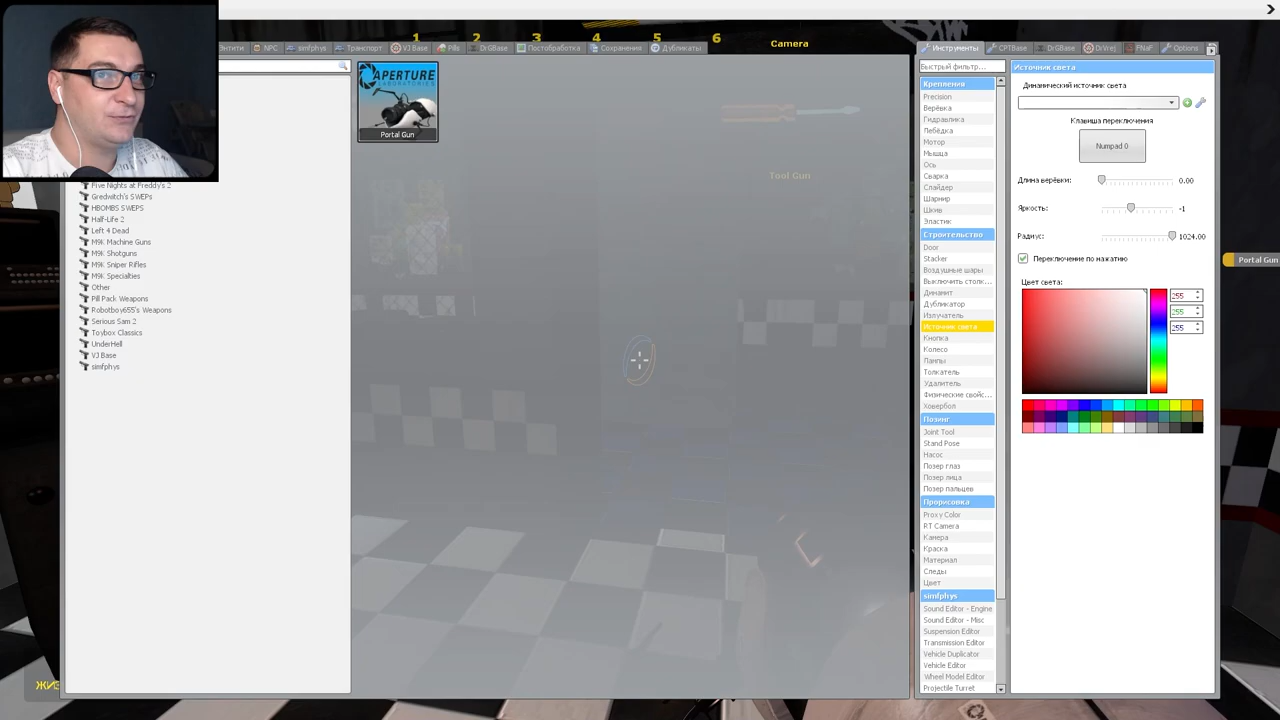 1 2 3 4 5 6
Camera
NPC simfphys Транспорт VJ Base Pills DrGBase Постобработка Сохранения Дубликаты
Five Nights at Freddy's 2
Gredwitch's SWEPs
HBOMBS SWEPS
Half-Life 2
Left 4 Dead
M9K Machine Guns
M9K Shotguns
M9K Sniper Rifles
M9K Specialties
Other
Pill Pack Weapons
Robotboy655's Weapons
Serious Sam 2
Toybox Classics
UnderHell
VJ Base
simfphys
APERTURE
LABORATORIES
Portal Gun
Tool Gun
Инструменты CPTBase DrGBase DrVrej FNaF Options
Быстрый фильтр...
Крепления
Precision
Верёвка
Гидравлика
Лебёдка
Мотор
Мышца
Ось
Сварка
Слайдер
Шарнир
Шкив
Эластик
Строительство
Door
Stacker
Воздушные шары
Выключить столк...
Динамит
Дубликатор
Излучатель
Источник света
Кнопка
Колесо
Лампы
Толкатель
Удалитель
Физические свойс...
Ховербол
Позинг
Joint Tool
Stand Pose
Насос
Позер глаз
Позер лица
Позер пальцев
Прорисовка
Proxy Color
RT Camera
Камера
Краска
Материал
Следы
Цвет
simfphys
Sound Editor - Engine
Sound Editor - Misc
Suspension Editor
Transmission Editor
Vehicle Duplicator
Vehicle Editor
Wheel Model Editor
Projectile Turret
Источник света
Динамический источник света
Клавиша переключения
Numpad 0
Длина верёвки: 0.00
Яркость: -1
Радиус: 1024.00
Переключение по нажатию
Цвет света:
255
255
255
Portal Gun